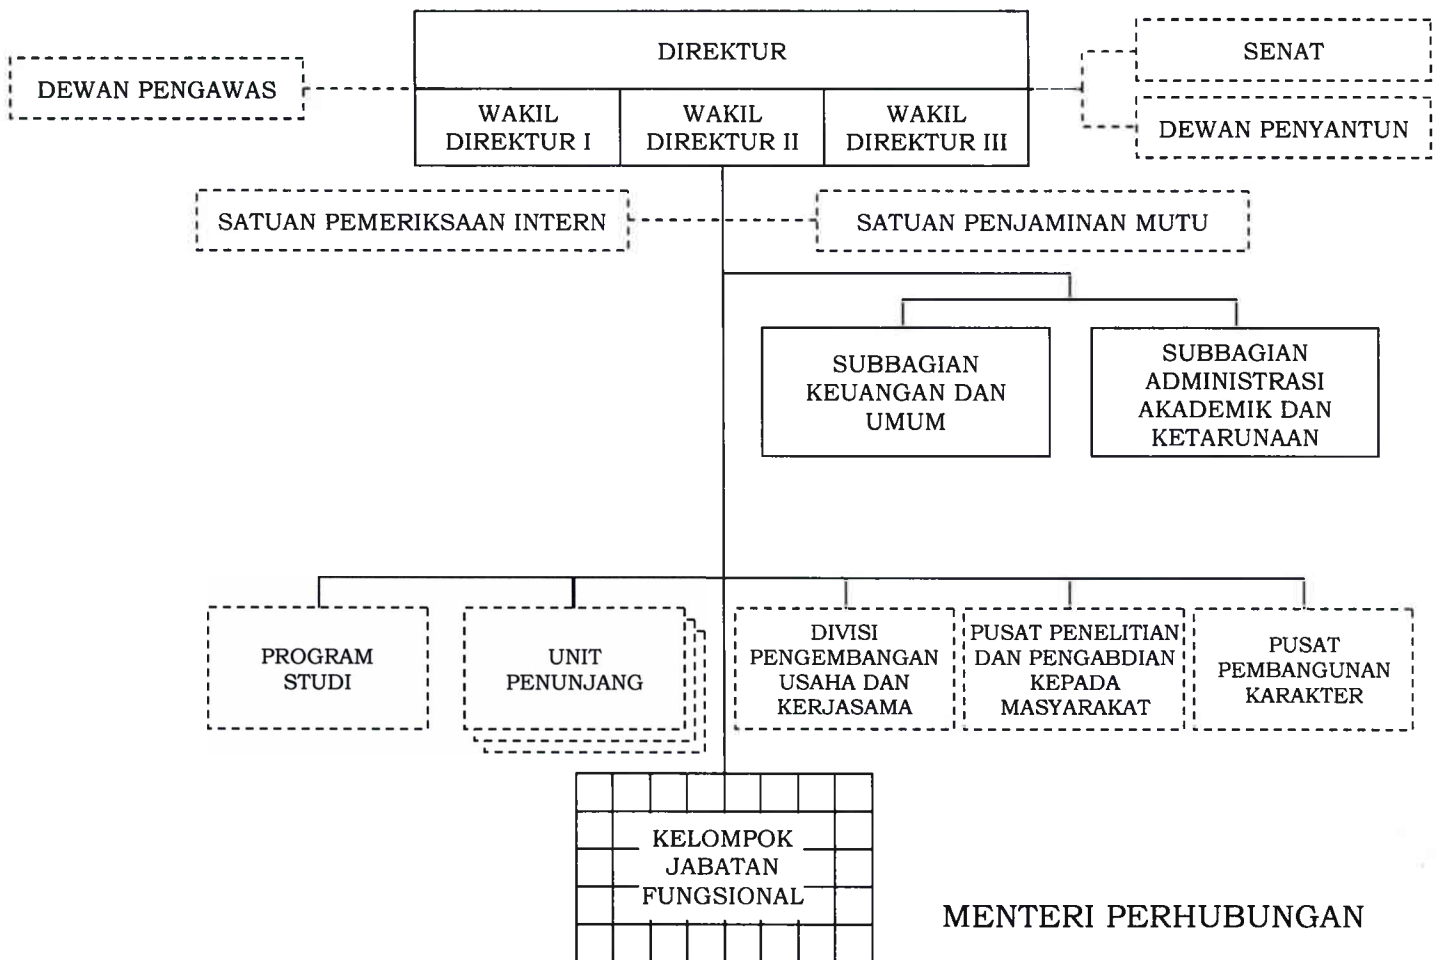 DIREKTUR
SENAT
DEWAN PENGAWAS
WAKIL
DIREKTUR I
WAKIL
DIREKTUR II
WAKIL
DIREKTUR III
DEWAN PENYANTUN
SATUAN PEMERIKSAAN INTERN
SATUAN PENJAMINAN MUTU
SUBBAGIAN
KEUANGAN DAN
UMUM
SUBBAGIAN
ADMINISTRASI
AKADEMIK DAN
KETARUNAAN
PROGRAM
STUDI
UNIT
PENUNJANG
DIVISI
PENGEMBANGAN
USAHA DAN
KERJASAMA
PUSAT PENELITIAN
DAN PENGABDIAN
KEPADA
MASYARAKAT
PUSAT
PEMBANGUNAN
KARAKTER
KELOMPOK
JABATAN
FUNGSIONAL
MENTERI PERHUBUNGAN